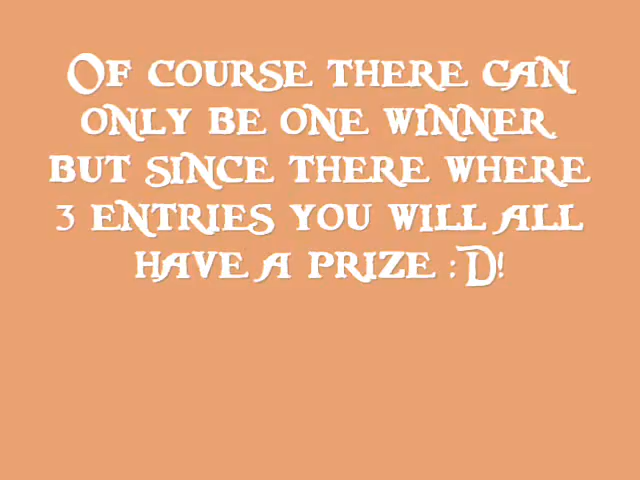 Of course there can
only be one winner
but since there where
3 entries you will all
have a prize :D!